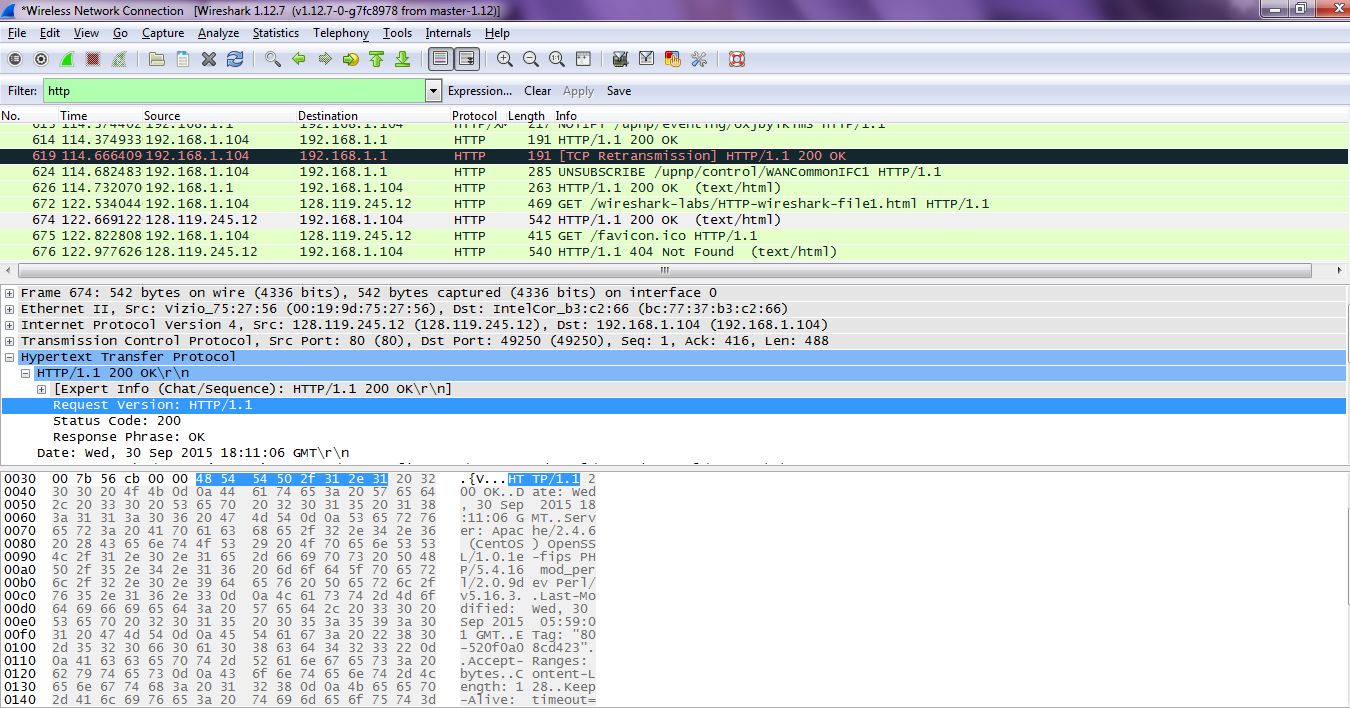 *Wireless Network Connection [Wireshark 1.12.7 (v1.12.7-0-g7fc8978 from master-1.12)]
File Edit View Go Capture Analyze Statistics Telephony Tools Internals Help
Filter: http Expression... Clear Apply Save
No. Time Source Destination Protocol Length Info
614 114.374933 192.168.1.104 192.168.1.1 HTTP 191 HTTP/1.1 200 OK
619 114.666409 192.168.1.104 192.168.1.1 HTTP 191 [TCP Retransmission] HTTP/1.1 200 OK
624 114.682483 192.168.1.104 192.168.1.1 HTTP 285 UNSUBSCRIBE /upnp/control/WANCommonIFC1 HTTP/1.1
626 114.732070 192.168.1.1 192.168.1.104 HTTP 263 HTTP/1.1 200 OK (text/html)
672 122.534044 192.168.1.104 128.119.245.12 HTTP 469 GET /wireshark-labs/HTTP-wireshark-file1.html HTTP/1.1
674 122.669122 128.119.245.12 192.168.1.104 HTTP 542 HTTP/1.1 200 OK (text/html)
675 122.822808 192.168.1.104 128.119.245.12 HTTP 415 GET /favicon.ico HTTP/1.1
676 122.977626 128.119.245.12 192.168.1.104 HTTP 540 HTTP/1.1 404 Not Found (text/html)
Frame 674: 542 bytes on wire (4336 bits), 542 bytes captured (4336 bits) on interface 0
Ethernet II, Src: Vizio_75:27:56 (00:19:9d:75:27:56), Dst: IntelCor_b3:c2:66 (bc:77:37:b3:c2:66)
Internet Protocol Version 4, Src: 128.119.245.12 (128.119.245.12), Dst: 192.168.1.104 (192.168.1.104)
Transmission Control Protocol, Src Port: 80 (80), Dst Port: 49250 (49250), Seq: 1, Ack: 416, Len: 488
Hypertext Transfer Protocol
HTTP/1.1 200 OK\r\n
[Expert Info (Chat/Sequence): HTTP/1.1 200 OK\r\n]
Request Version: HTTP/1.1
Status Code: 200
Response Phrase: OK
Date: Wed, 30 Sep 2015 18:11:06 GMT\r\n
0030 00 7b 56 cb 00 00 48 54 54 50 2f 31 2e 31 20 32 .{V...HT TP/1.1 2
0040 30 30 20 4f 4b 0d 0a 44 61 74 65 3a 20 57 65 64 00 OK..D ate: Wed
0050 2c 20 33 30 20 53 65 70 20 32 30 31 35 20 31 38 , 30 Sep 2015 18
0060 3a 31 31 3a 30 36 20 47 4d 54 0d 0a 53 65 72 76 :11:06 G MT..Serv
0070 65 72 3a 20 41 70 61 63 68 65 2f 32 2e 34 2e 36 er: Apac he/2.4.6
0080 20 28 43 65 6e 74 4f 53 29 20 4f 70 65 6e 53 53 (CentOS ) OpenSS
0090 4c 2f 31 2e 30 2e 31 65 2d 66 69 70 73 20 50 48 L/1.0.1e -fips PH
00a0 50 2f 35 2e 34 2e 31 36 20 6d 6f 64 5f 70 65 72 P/5.4.16 mod_per
00b0 6c 2f 32 2e 30 2e 39 64 65 76 20 50 65 72 6c 2f l/2.0.9d ev Perl/
00c0 76 35 2e 31 36 2e 33 0d 0a 4c 61 73 74 2d 4d 6f v5.16.3. .Last-Mo
00d0 64 69 66 69 65 64 3a 20 57 65 64 2c 20 33 30 20 dified: Wed, 30
00e0 53 65 70 20 32 30 31 35 20 30 35 3a 35 39 3a 30 Sep 2015 05:59:0
00f0 31 20 47 4d 54 0d 0a 45 54 61 67 3a 20 22 38 30 1 GMT..E Tag: "80
0100 2d 35 32 30 66 30 61 30 38 63 64 34 32 33 22 0d -520f0a0 8cd423".
0110 0a 41 63 63 65 70 74 2d 52 61 6e 67 65 73 3a 20 .Accept- Ranges:
0120 62 79 74 65 73 0d 0a 43 6f 6e 74 65 6e 74 2d 4c bytes..C ontent-L
0130 65 6e 67 74 68 3a 20 31 32 38 0d 0a 4b 65 65 70 ength: 1 28..Keep
0140 2d 41 6c 69 76 65 3a 20 74 69 6d 65 6f 75 74 3d -Alive: timeout=